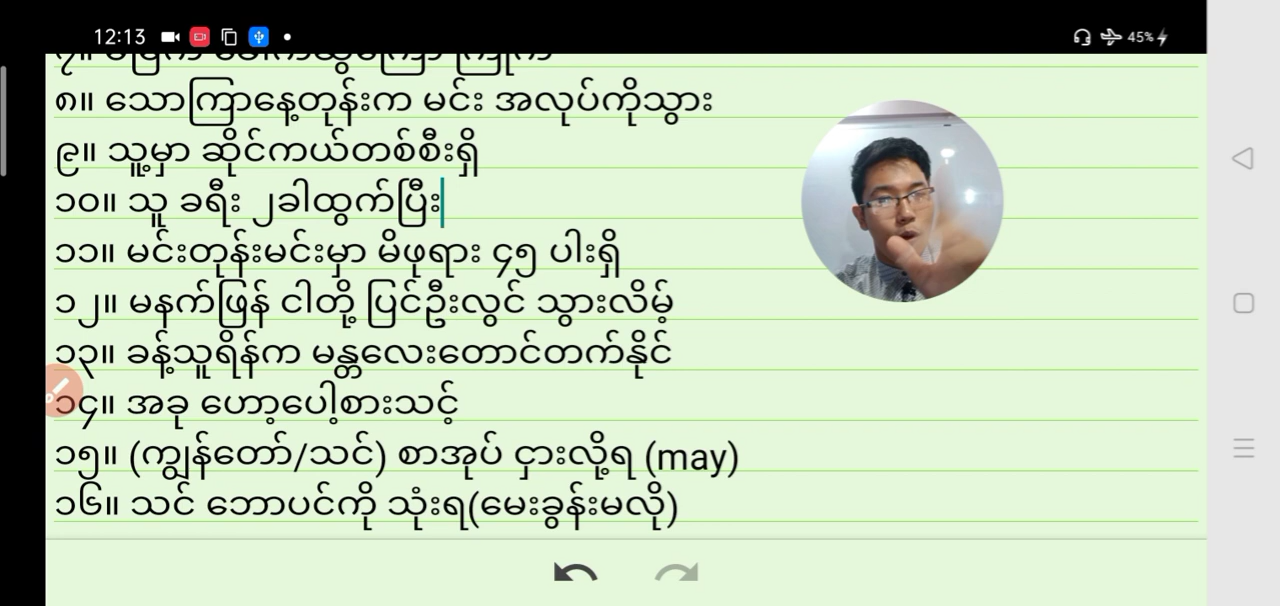 12:13 45%
၈။ သောကြာနေ့တုန်းက မင်း အလုပ်ကိုသွား
၉။ သူ့မှာ ဆိုင်ကယ်တစ်စီးရှိ
၁၀။ သူ ခရီး ၂ခါထွက်ပြီး
၁၁။ မင်းတုန်းမင်းမှာ မိဖုရား ၄၅ ပါးရှိ
၁၂။ မနက်ဖြန် ငါတို့ ပြင်ဦးလွင် သွားလိမ့်
၁၃။ ခန့်သူရိန်က မန္တလေးတောင်တက်နိုင်
၁၄။ အခု ဟော့ပေါ့စားသင့်
၁၅။ (ကျွန်တော်/သင်) စာအုပ် ငှားလို့ရ (may)
၁၆။ သင် ဘောပင်ကို သုံးရ(မေးခွန်းမလို)